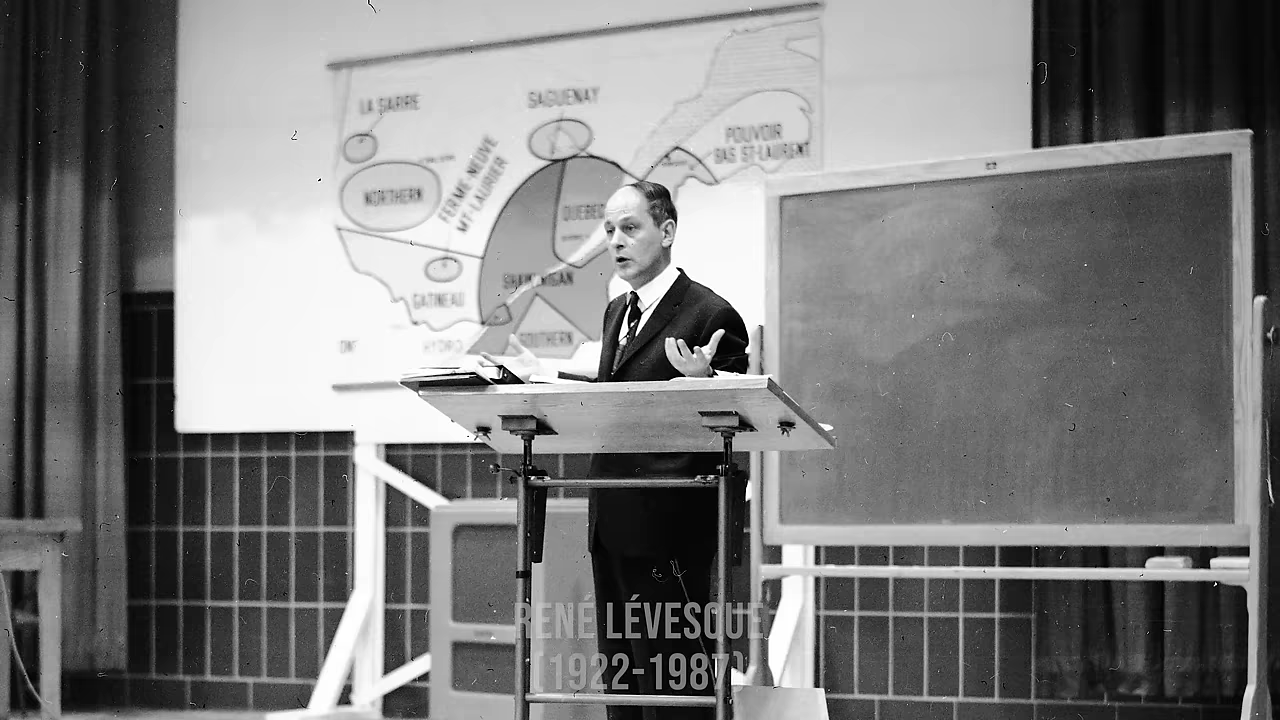 LA SARRE
SAGUENAY
POUVOIR
BAS ST-LAURENT
NORTHERN
FERME-NEUVE
MT-LAURIER
QUEBEC
SHAWINIGAN
GATINEAU
SOUTHERN
HYDRO
RENÉ LÉVESQUE
(1922-1987)